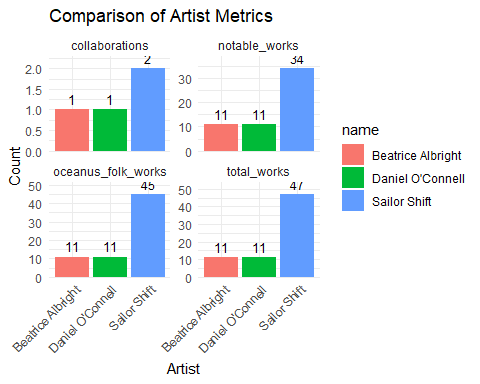 Comparison of Artist Metrics
collaborations
notable_works
2.0
1.5
1.0
0.5
0.0
1
1
2
30
20
10
0
11
11
34
oceanus_folk_works
total_works
50
40
30
20
10
0
11
11
45
50
40
30
20
10
0
11
11
47
Count
Beatrice Albright
Daniel O'Connell
Sailor Shift
Beatrice Albright
Daniel O'Connell
Sailor Shift
Artist
name
Beatrice Albright
Daniel O'Connell
Sailor Shift